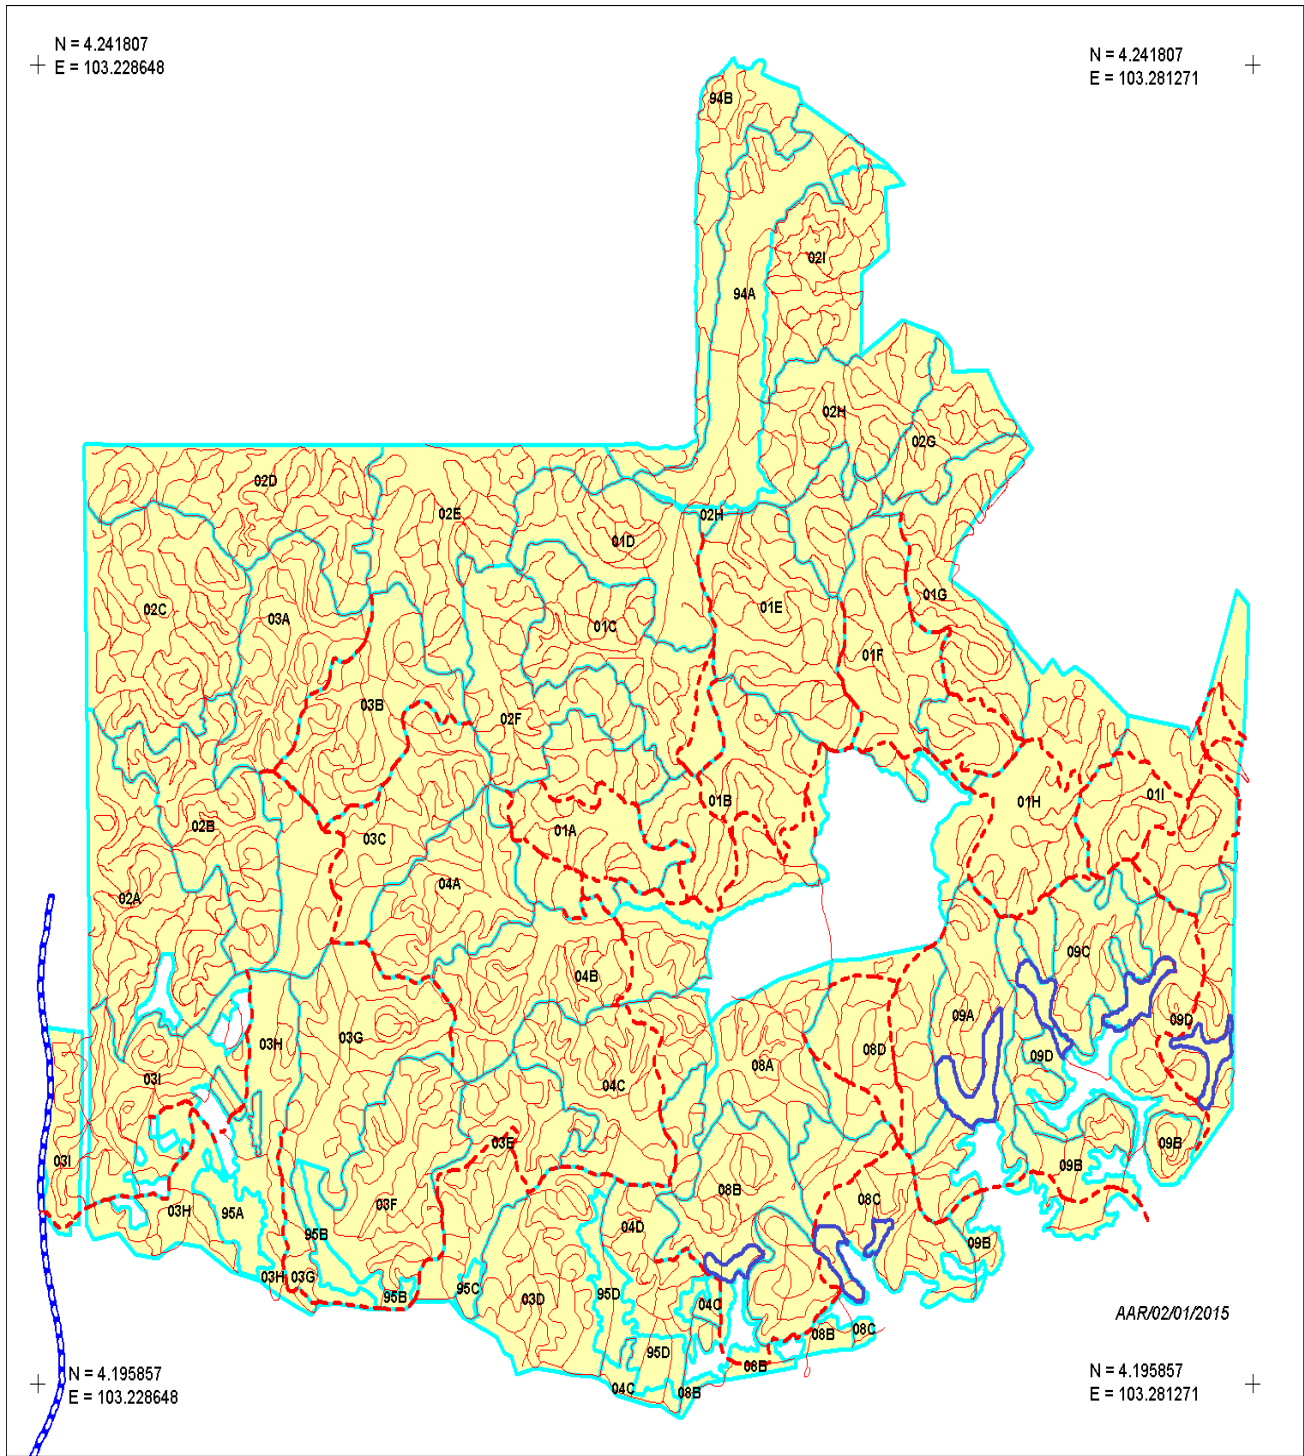 N = 4.241807
E = 103.228648
N = 4.241807
E = 103.281271
94B
02I
94A
02H
02G
02D
02E
02H
01D
02C
03A
01E
01G
01C
01F
03B
02F
01B
01H
01I
02B
01A
03C
04A
02A
09C
04B
09A
09D
03H
03G
08D
09D
08A
03I
04C
03E
09B
03I
09B
08B
03F
08C
03H
95A
04D
95B
09B
03H
03G
95C
95D
95B
03D
04C
AAR/02/01/2015
08C
08B
95D
08B
04C
08B
N = 4.195857
E = 103.228648
N = 4.195857
E = 103.281271